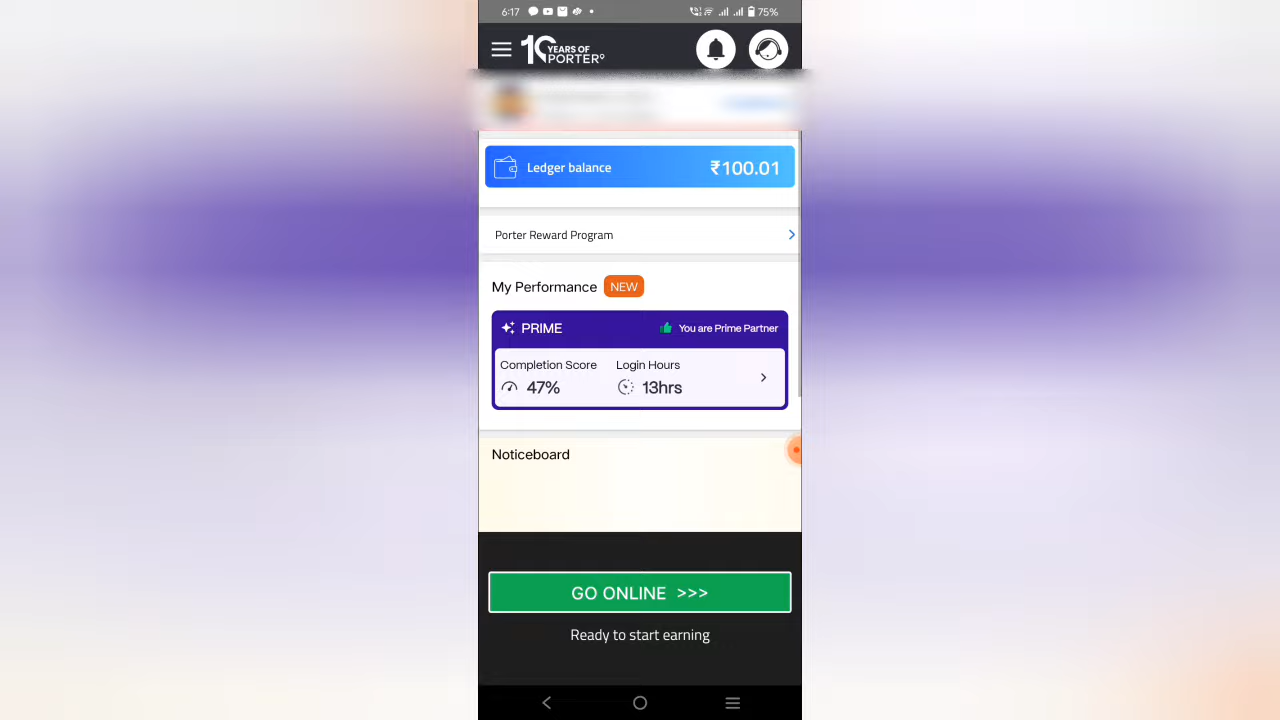 6:17 75%
10 YEARS OF PORTER
Ledger balance ₹100.01
Porter Reward Program
My Performance NEW
PRIME You are Prime Partner
Completion Score Login Hours
47% 13hrs
Noticeboard
GO ONLINE >>>
Ready to start earning